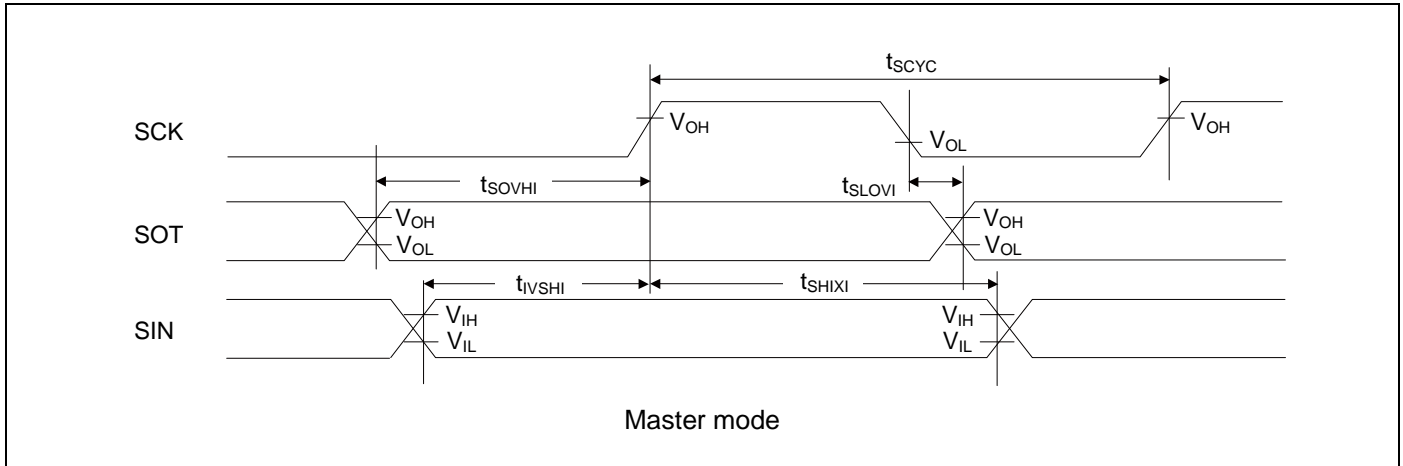 tSCYC
SCK
VOH
VOL
VOH
tSOVHI
tSLOVI
SOT
VOH
VOL
VOH
VOL
tIVSHI
tSHIXI
SIN
VIH
VIL
VIH
VIL
Master mode